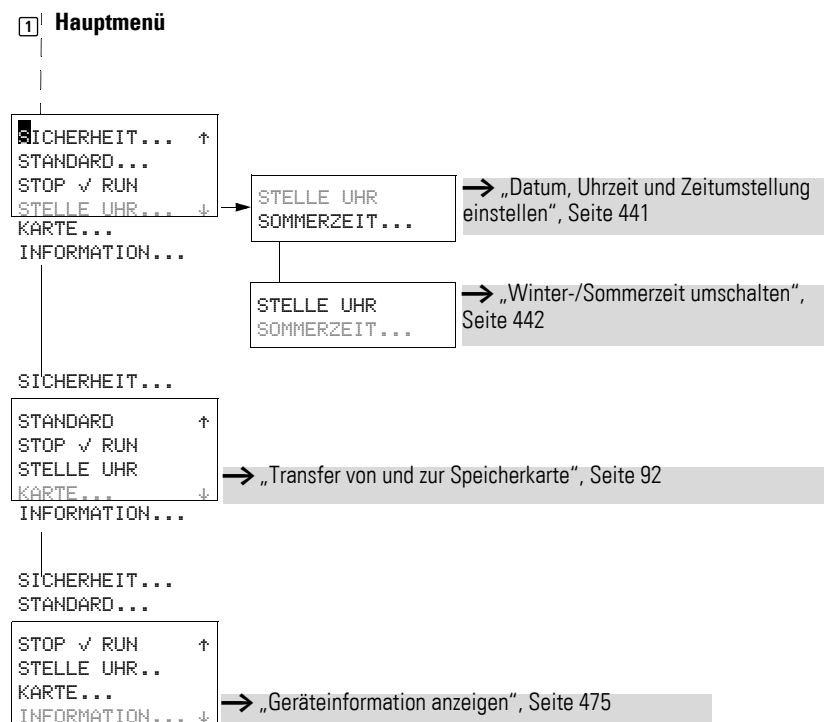 1 Hauptmenü
SICHERHEIT... ↑
STANDARD...
STOP √ RUN
STELLE UHR... ↓
KARTE...
INFORMATION...
STELLE UHR
SOMMERZEIT...
→ „Datum, Uhrzeit und Zeitumstellung
einstellen“, Seite 441
STELLE UHR
SOMMERZEIT...
→ „Winter-/Sommerzeit umschalten“,
Seite 442
SICHERHEIT...
STANDARD ↑
STOP √ RUN
STELLE UHR
KARTE... ↓
INFORMATION...
→ „Transfer von und zur Speicherkarte“, Seite 92
SICHERHEIT...
STANDARD...
STOP √ RUN ↑
STELLE UHR..
KARTE...
INFORMATION... ↓
→ „Geräteinformation anzeigen“, Seite 475